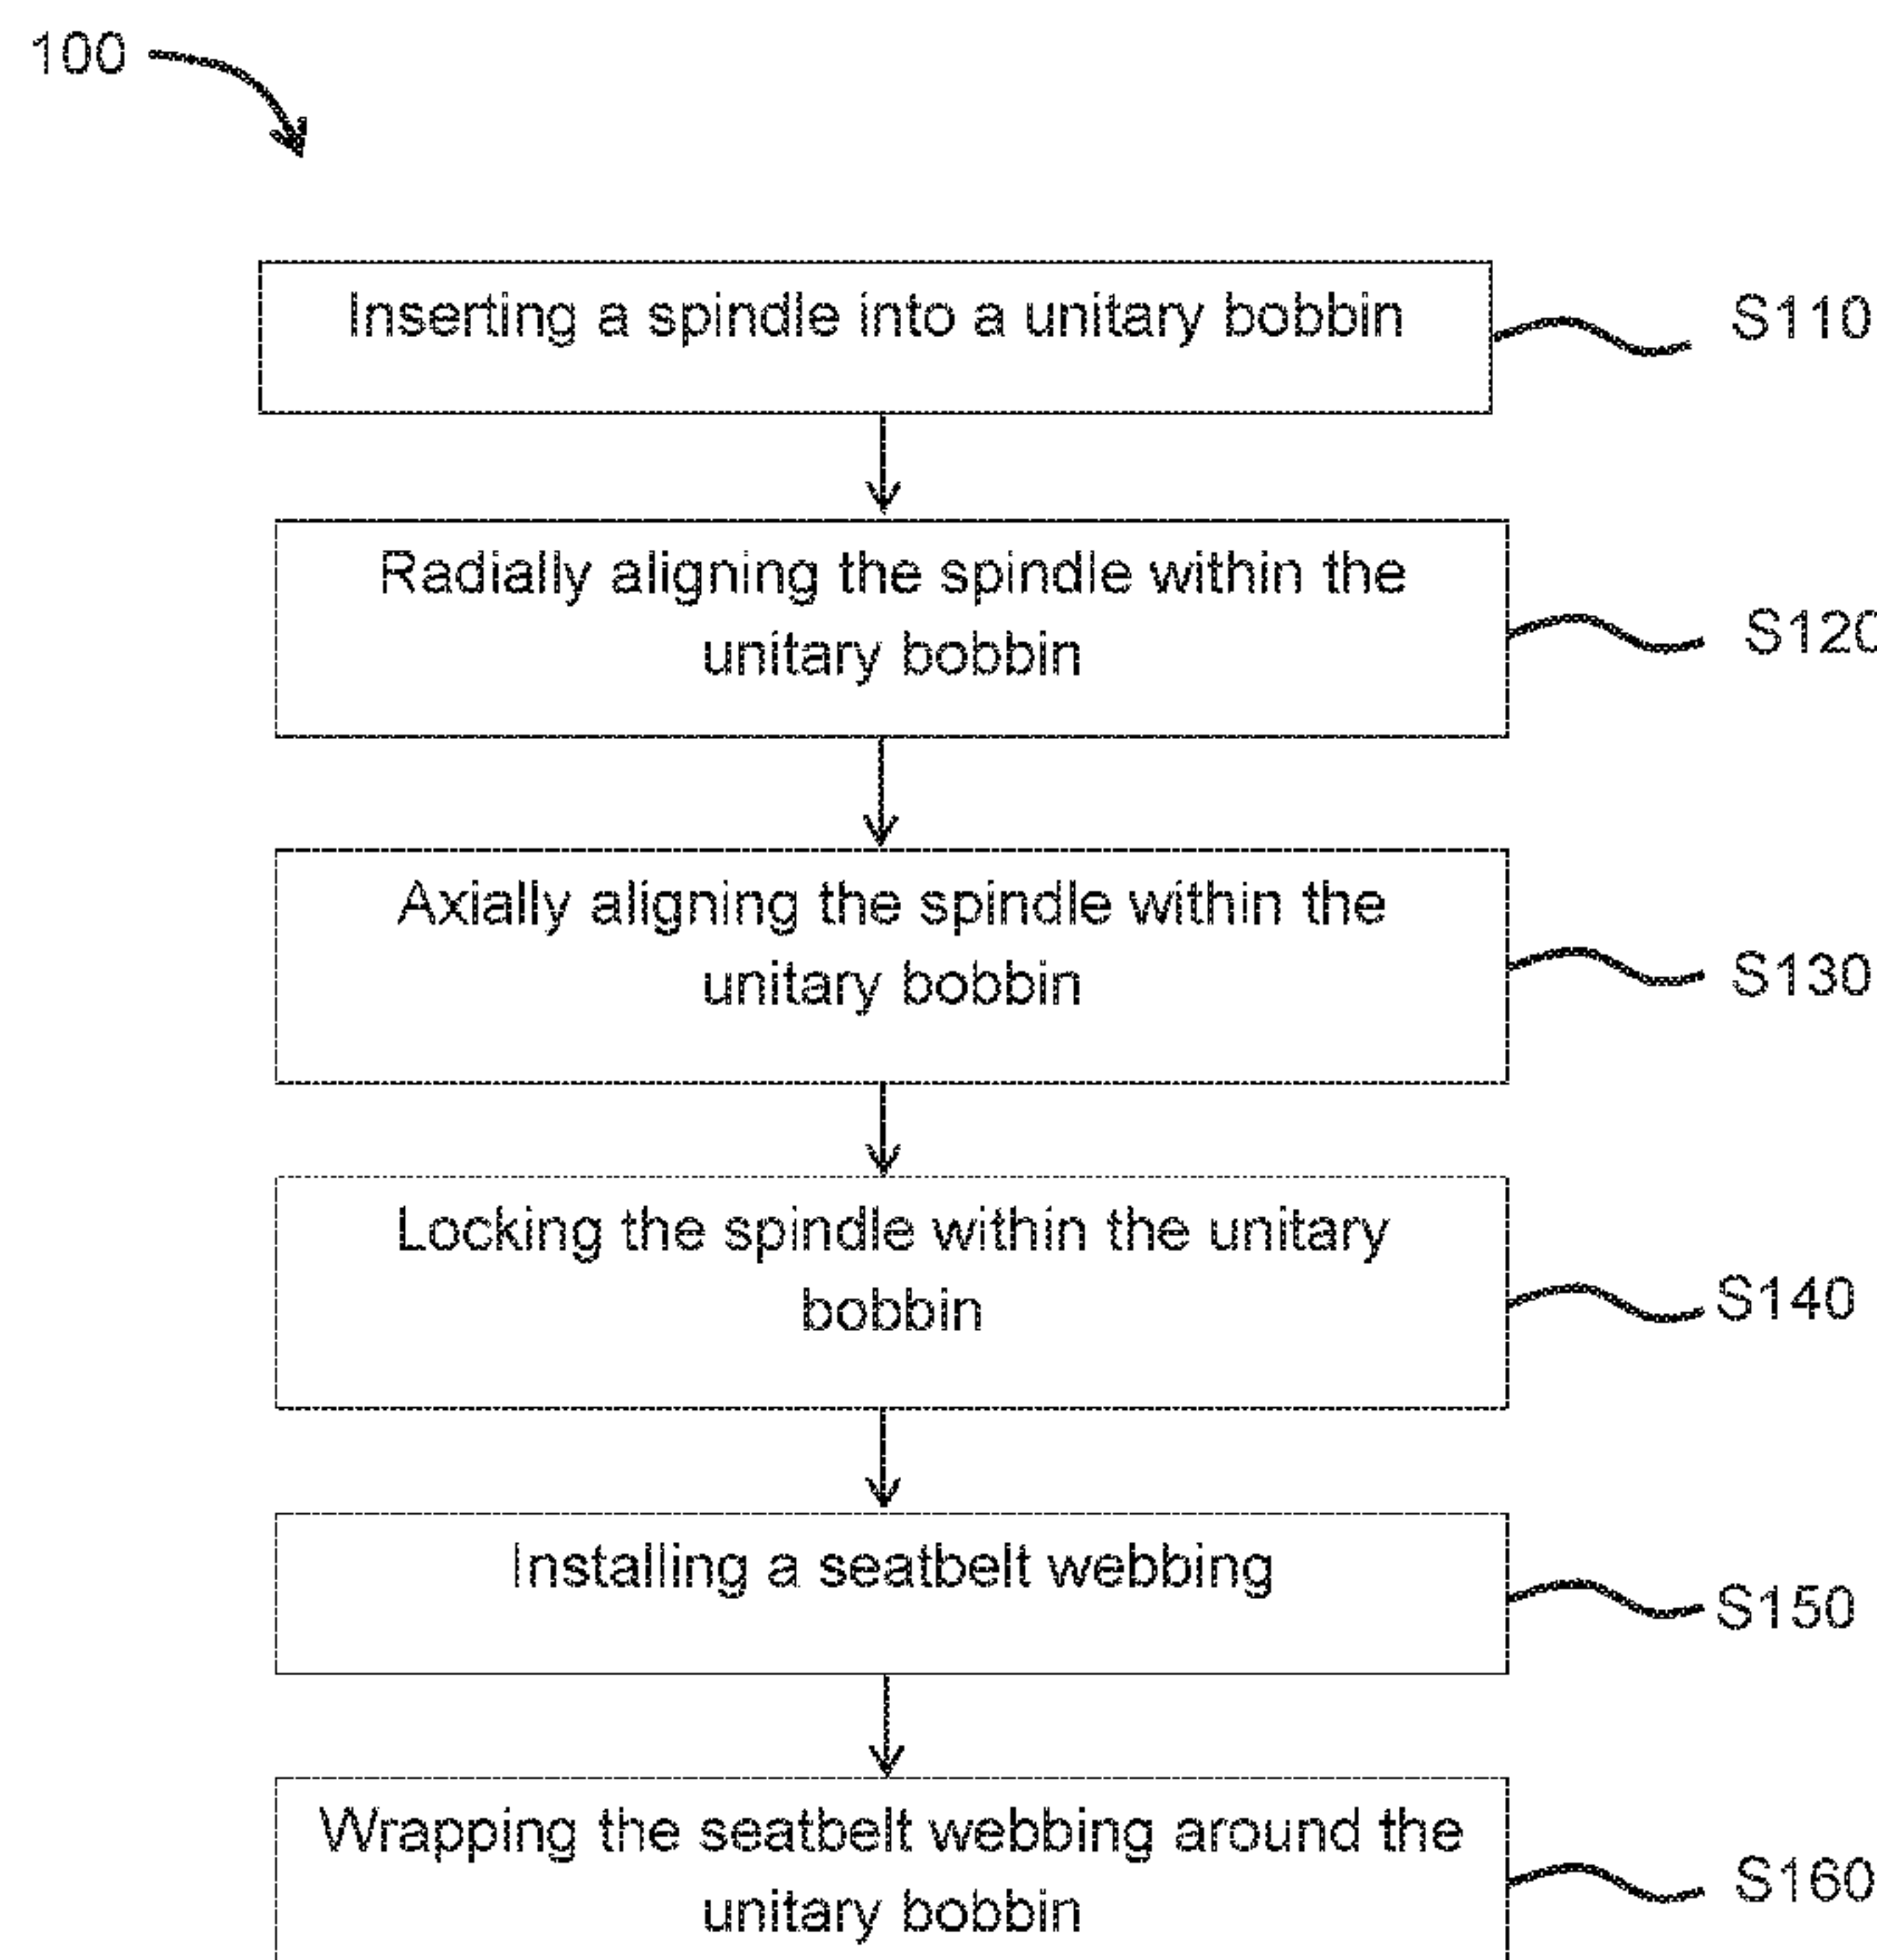 100
Inserting a spindle into a unitary bobbin
S110
Radially aligning the spindle within the
unitary bobbin
S120
Axially aligning the spindle within the
unitary bobbin
S130
Locking the spindle within the unitary
bobbin
S140
Installing a seatbelt webbing
S150
Wrapping the seatbelt webbing around the
unitary bobbin
S160